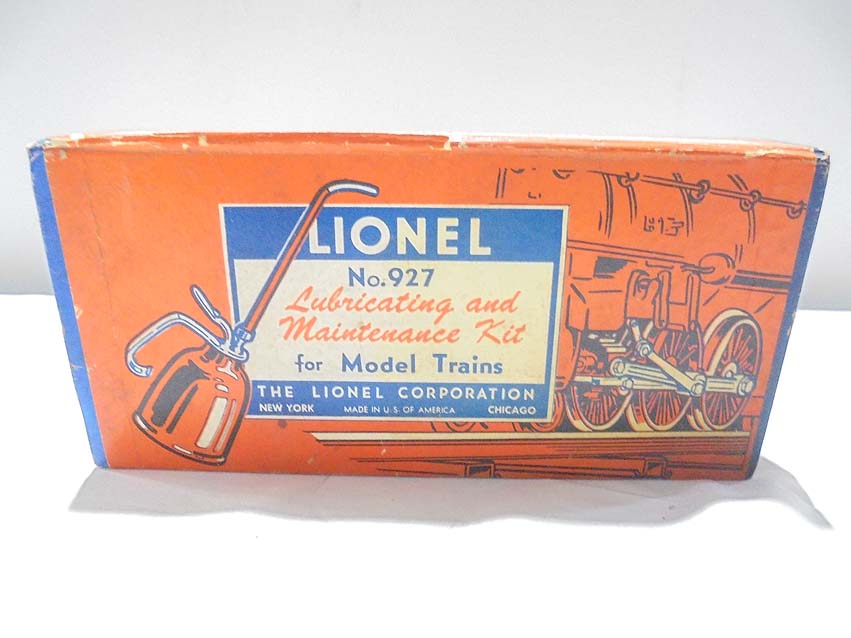 LIONEL
No. 927
Lubricating and
Maintenance Kit
for Model Trains
THE LIONEL CORPORATION
NEW YORK MADE IN U.S. OF AMERICA CHICAGO